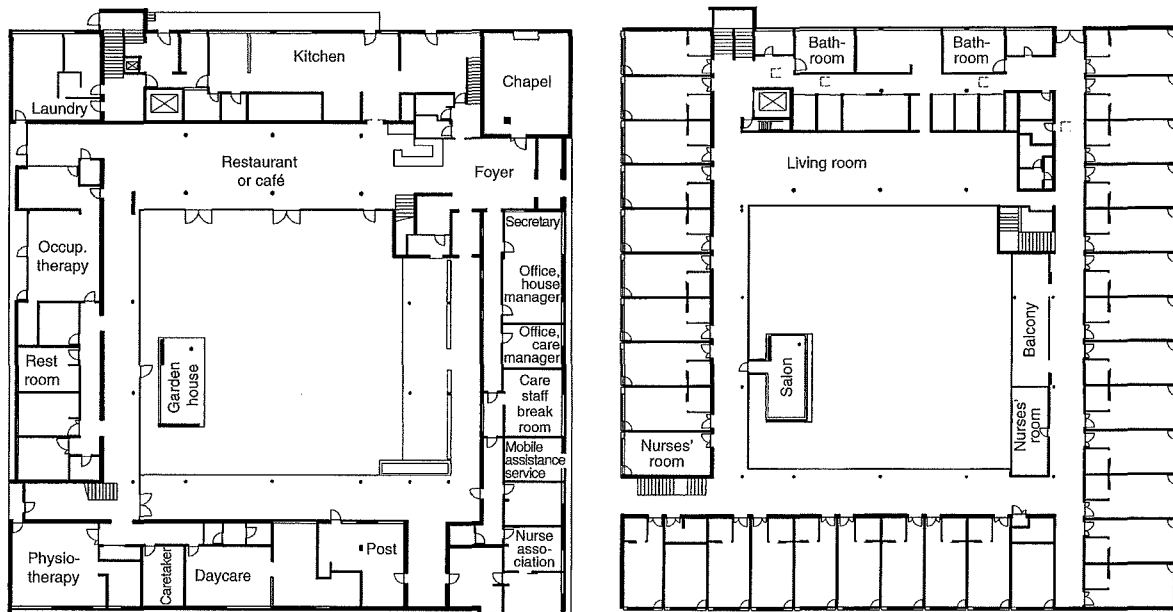 Kitchen
Chapel
Laundry
Restaurant
or café
Foyer
Secretary
Occup.
therapy
Office,
house
manager
Office,
care
manager
Rest
room
Garden
house
Care
staff
break
room
Mobile
assistance
service
Physio-
therapy
Caretaker
Daycare
Post
Nurse
asso-
ciation
Bath-
room
Bath-
room
Living room
Balcony
Salon
Nurses'
room
Nurses'
room